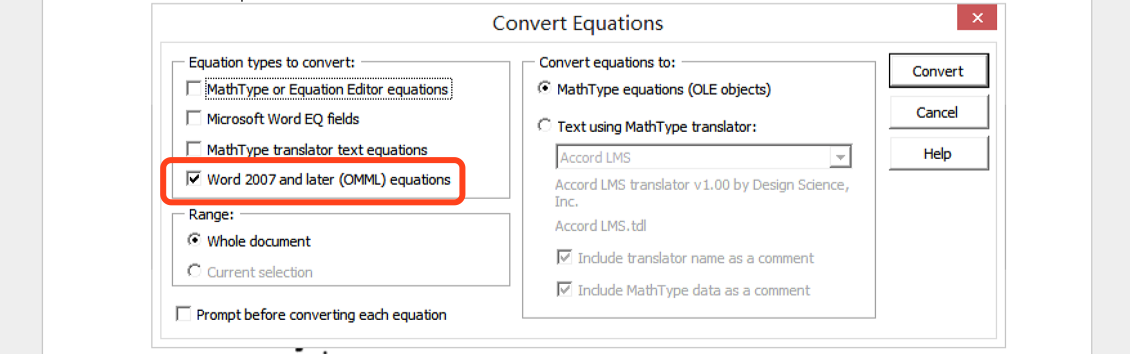 Convert Equations
Equation types to convert:
MathType or Equation Editor equations
Microsoft Word EQ fields
MathType translator text equations
Word 2007 and later (OMML) equations
Range:
Whole document
Current selection
Prompt before converting each equation
Convert equations to:
MathType equations (OLE objects)
Text using MathType translator:
Accord LMS
Accord LMS translator v1.00 by Design Science,
Inc.
Accord LMS.tdl
Include translator name as a comment
Include MathType data as a comment
Convert
Cancel
Help